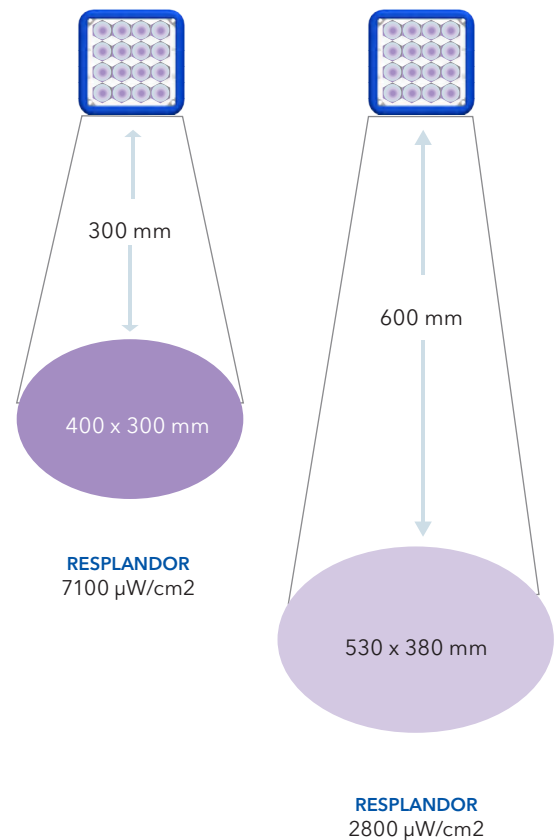 300 mm
400 x 300 mm
RESPLANDOR
7100 µW/cm2
600 mm
530 x 380 mm
RESPLANDOR
2800 µW/cm2